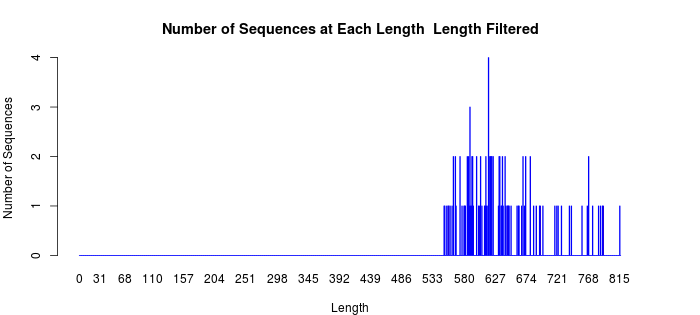 Number of Sequences at Each Length  Length Filtered
Number of Sequences
4
3
2
1
0
0 31 68 110 157 204 251 298 345 392 439 486 533 580 627 674 721 768 815
Length